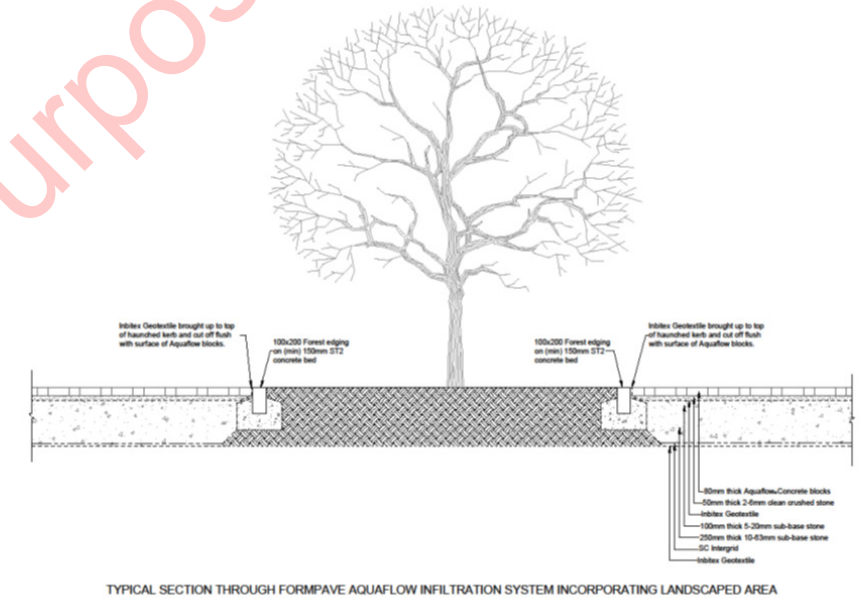 urpos
Inbitex Geotextile brought up to top
of haunched kerb and cut off flush
with surface of Aquaflow blocks.
100x200 Forest edging
on (min) 150mm ST2
concrete bed
100x200 Forest edging
on (min) 150mm ST2
concrete bed
Inbitex Geotextile brought up to top
of haunched kerb and cut off flush
with surface of Aquaflow blocks.
80mm thick Aquaflow Concrete blocks
50mm thick 2-6mm clean crushed stone
Inbitex Geotextile
100mm thick 5-20mm sub-base stone
250mm thick 10-63mm sub-base stone
SC Intergrid
Inbitex Geotextile
TYPICAL SECTION THROUGH FORMPAVE AQUAFLOW INFILTRATION SYSTEM INCORPORATING LANDSCAPED AREA